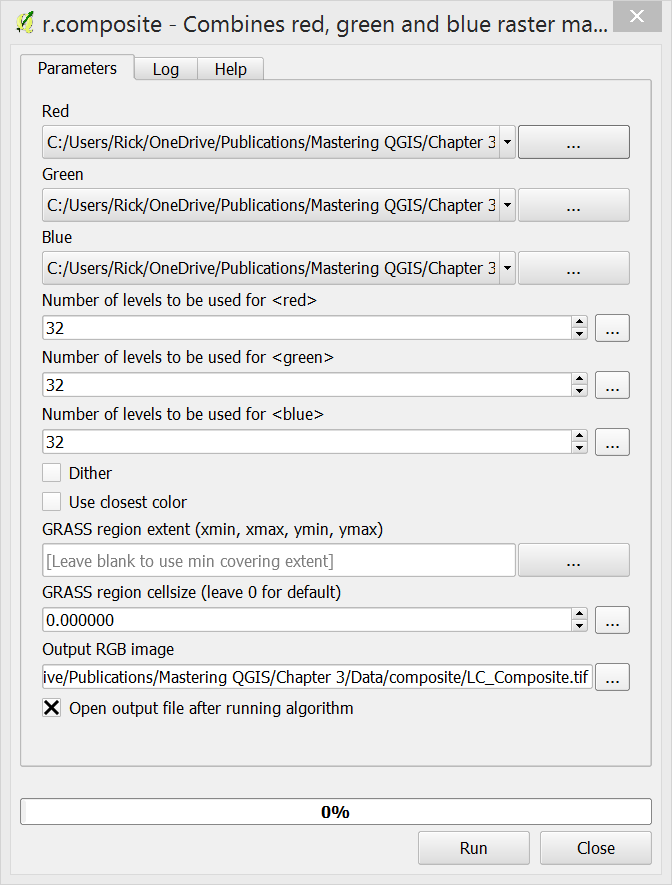 r.composite - Combines red, green and blue raster ma...
Parameters
Log
Help
Red
C:/Users/Rick/OneDrive/Publications/Mastering QGIS/Chapter 3
...
Green
C:/Users/Rick/OneDrive/Publications/Mastering QGIS/Chapter 3
...
Blue
C:/Users/Rick/OneDrive/Publications/Mastering QGIS/Chapter 3
...
Number of levels to be used for <red>
32
...
Number of levels to be used for <green>
32
...
Number of levels to be used for <blue>
32
...
Dither
Use closest color
GRASS region extent (xmin, xmax, ymin, ymax)
[Leave blank to use min covering extent]
...
GRASS region cellsize (leave 0 for default)
0.000000
...
Output RGB image
ive/Publications/Mastering QGIS/Chapter 3/Data/composite/LC_Composite.tif
...
Open output file after running algorithm
0%
Run
Close